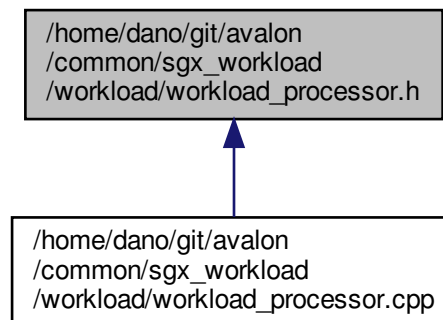 /home/dano/git/avalon
/common/sgx_workload
/workload/workload_processor.h
/home/dano/git/avalon
/common/sgx_workload
/workload/workload_processor.cpp